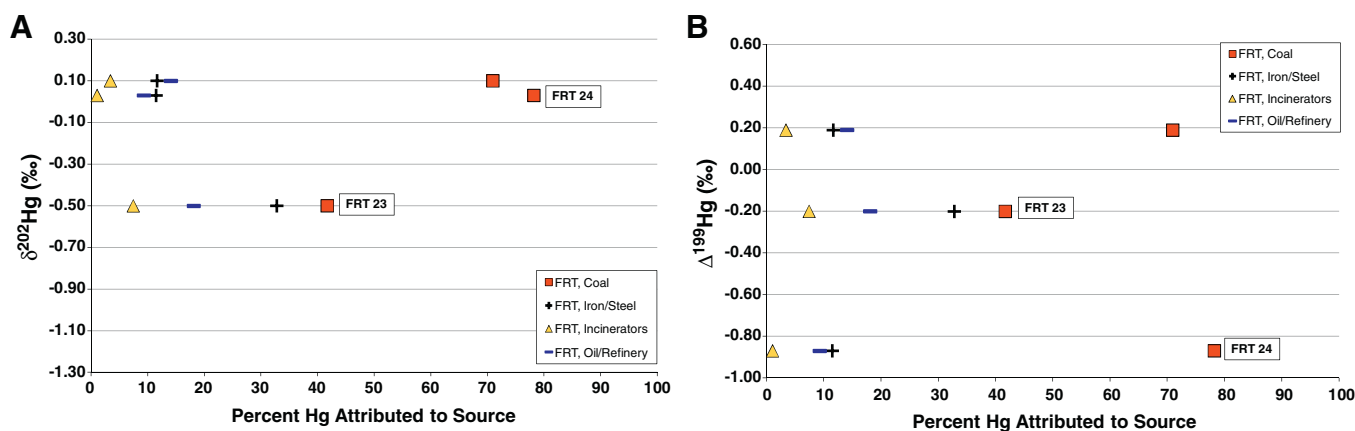 A
δ202Hg (‰)
0.30
0.10
-0.10
-0.30
-0.50
-0.70
-0.90
-1.10
-1.30
FRT 24
FRT 23
FRT, Coal
FRT, Iron/Steel
FRT, Incinerators
FRT, Oil/Refinery
0 10 20 30 40 50 60 70 80 90 100
Percent Hg Attributed to Source
B
Δ199Hg (‰)
0.60
0.40
0.20
0.00
-0.20
-0.40
-0.60
-0.80
-1.00
FRT, Coal
FRT, Iron/Steel
FRT, Incinerators
FRT, Oil/Refinery
FRT 23
FRT 24
0 10 20 30 40 50 60 70 80 90 100
Percent Hg Attributed to Source